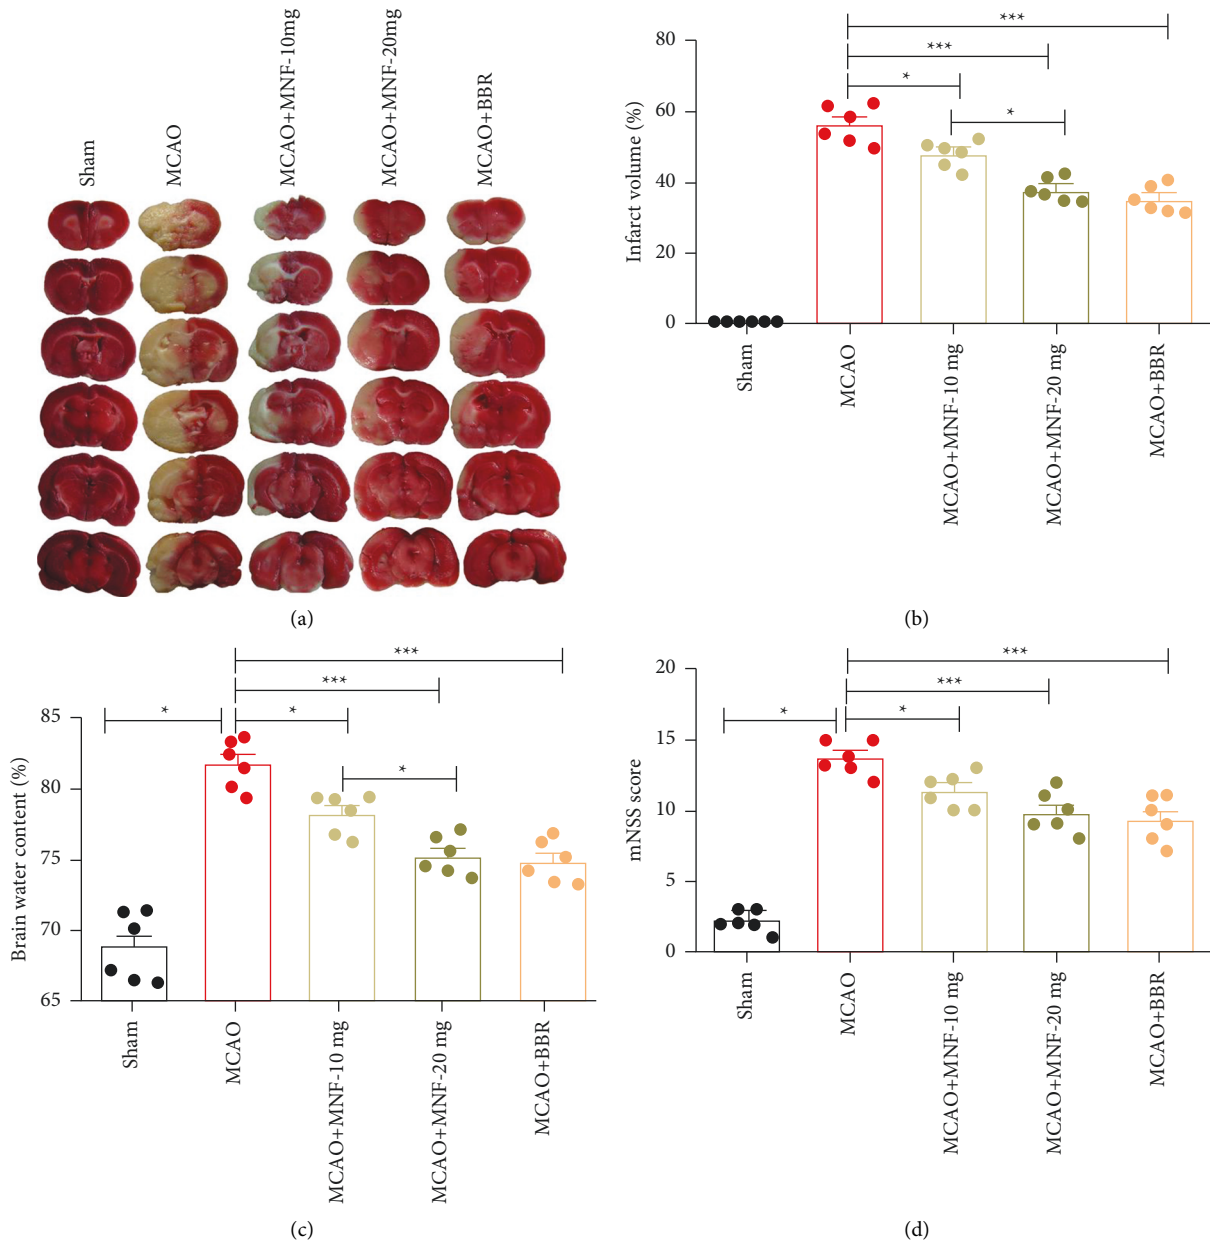 Sham
MCAO
MCAO+MNF-10mg
MCAO+MNF-20mg
MCAO+BBR
(a)
Infarct volume (%)
80
60
40
20
0
***
***
*
*
Sham
MCAO
MCAO+MNF-10 mg
MCAO+MNF-20 mg
MCAO+BBR
(b)
Brain water content (%)
85
80
75
70
65
***
***
*
*
*
Sham
MCAO
MCAO+MNF-10 mg
MCAO+MNF-20 mg
MCAO+BBR
(c)
mNSS score
20
15
10
5
0
***
***
*
*
Sham
MCAO
MCAO+MNF-10 mg
MCAO+MNF-20 mg
MCAO+BBR
(d)